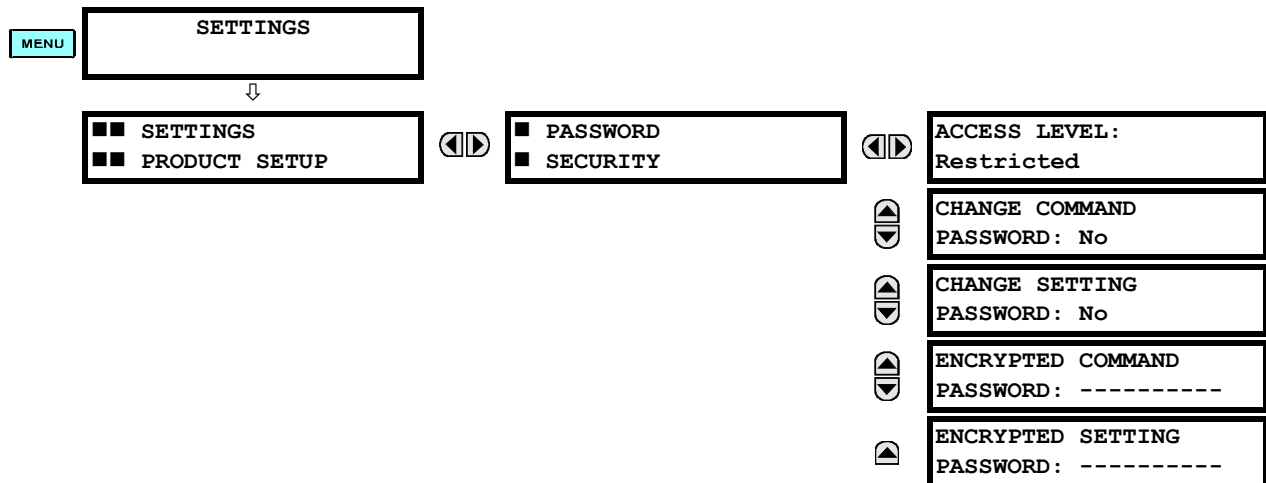 MENU
SETTINGS
■■ SETTINGS
■■ PRODUCT SETUP
■ PASSWORD
■ SECURITY
ACCESS LEVEL:
Restricted
CHANGE COMMAND
PASSWORD: No
CHANGE SETTING
PASSWORD: No
ENCRYPTED COMMAND
PASSWORD: ----------
ENCRYPTED SETTING
PASSWORD: ----------